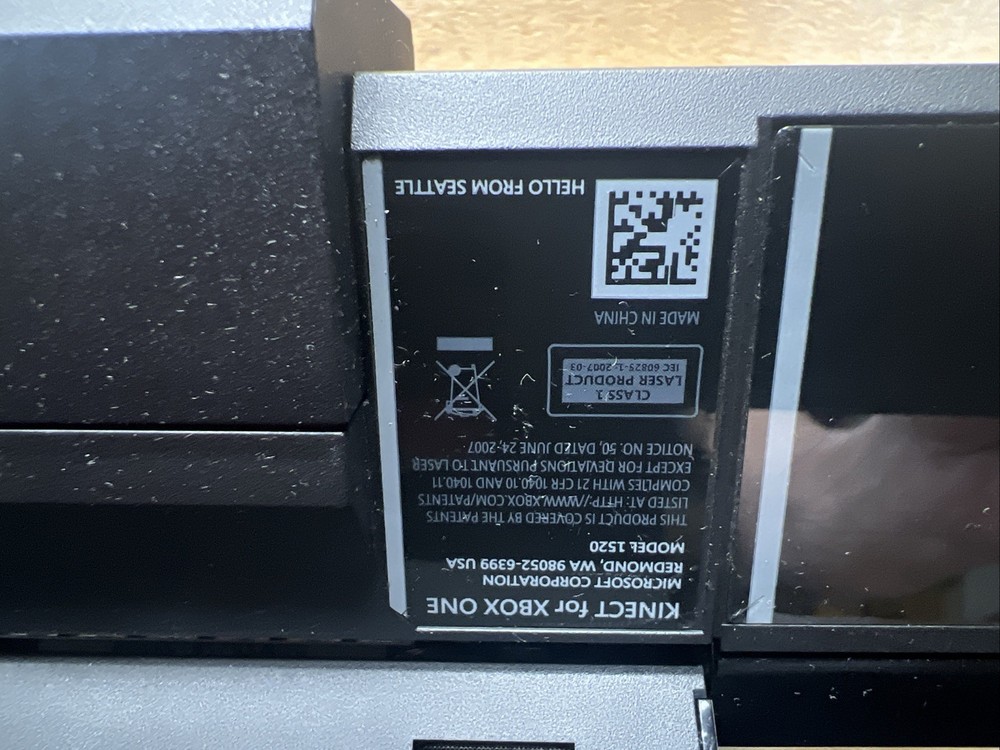 KINECT for XBOX ONE
MICROSOFT CORPORATION
REDMOND, WA 98052-6399 USA
MODEL 1520
THIS PRODUCT IS COVERED BY THE PATENTS
LISTED AT: HTTP://WWW.XBOX.COM/PATENTS
COMPLIES WITH 21 CFR 1040.10 AND 1040.11
EXCEPT FOR DEVIATIONS PURSUANT TO LASER
NOTICE NO. 50, DATED JUNE 24, 2007
CLASS 1
LASER PRODUCT
IEC 60825-1:2007-03
MADE IN CHINA
HELLO FROM SEATTLE